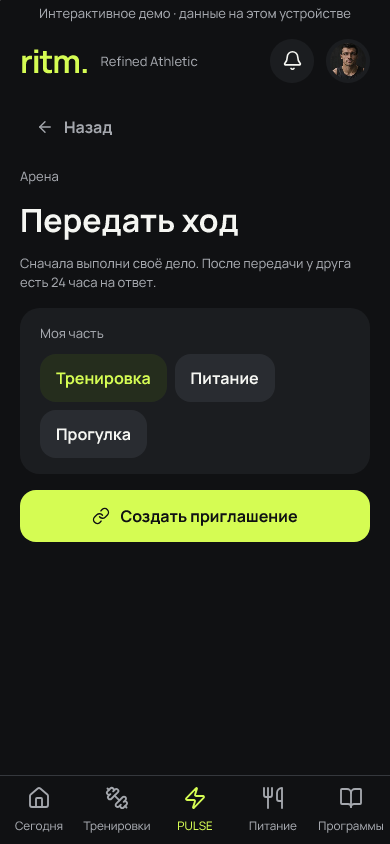 Интерактивное демо · данные на этом устройстве
ritm. Refined Athletic
Назад
Арена
Передать ход
Сначала выполни своё дело. После передачи у друга
есть 24 часа на ответ.
Моя часть
Тренировка Питание
Прогулка
Создать приглашение
Сегодня Тренировки PULSE Питание Программы